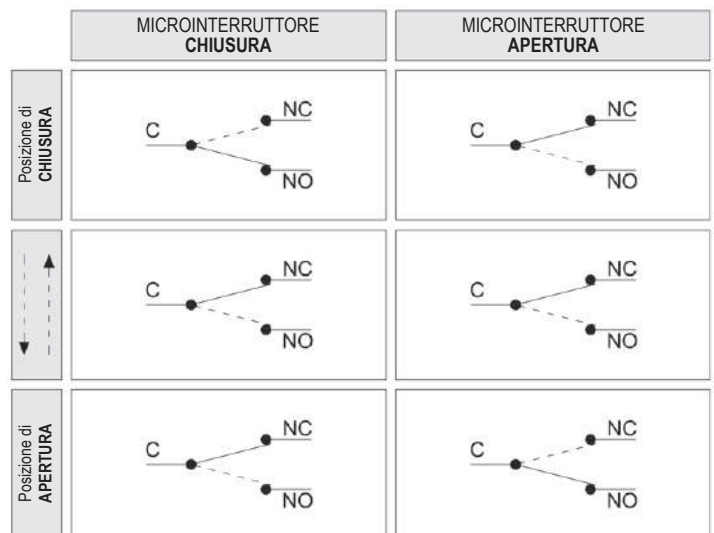 MICROINTERRUTTORE
CHIUSURA
MICROINTERRUTTORE
APERTURA
Posizione di
CHIUSURA
C
NC
NO
C
NC
NO
C
NC
NO
C
NC
NO
Posizione di
APERTURA
C
NC
NO
C
NC
NO